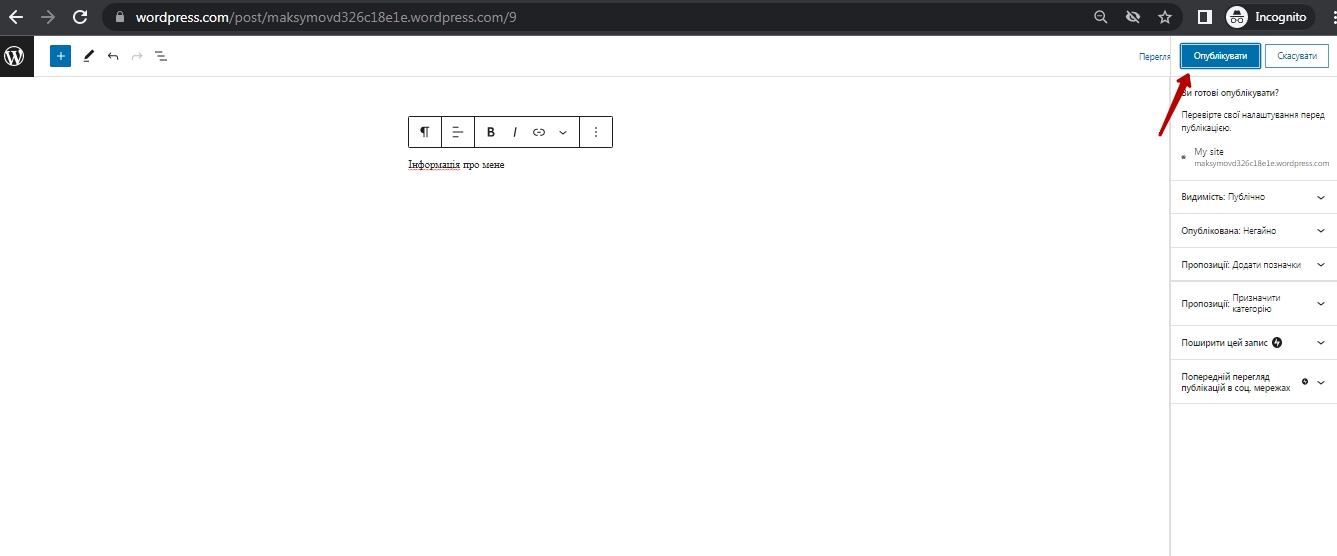 wordpress.com/post/maksymovd326c18e1e.wordpress.com/9
Incognito
Перегля
Опублікувати
Скасувати
Ви готові опублікувати?
Перевірте свої налаштування перед
публікацією.
My site
maksymovd326c18e1e.wordpress.com
B I
Інформація про мене
Видимість: Публічно
Опублікована: Негайно
Пропозиції: Додати позначки
Пропозиції: Призначити
категорію
Поширити цей запис
Попередній перегляд
публікацій в соц. мережах